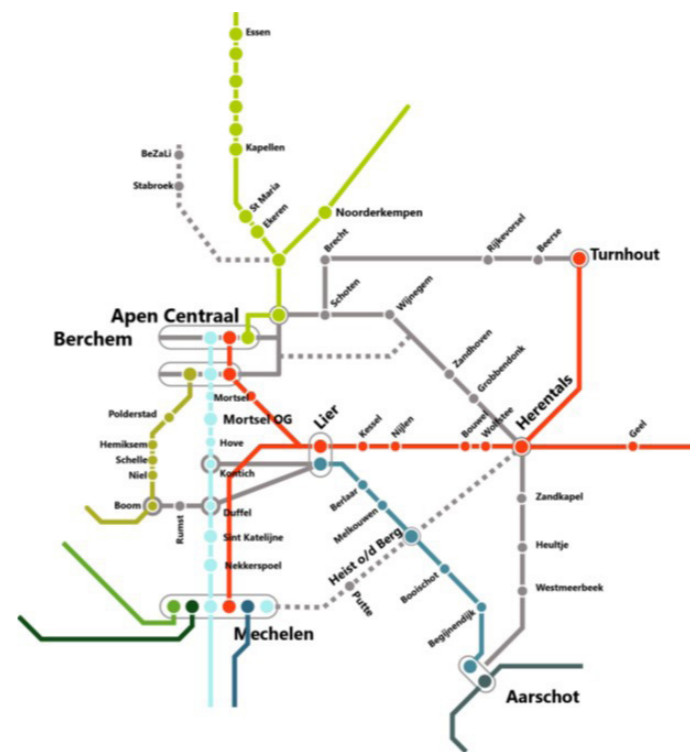 Essen
BeZaLi
Kapellen
Stabroek
St Maria
Ekeren
Noorderkempen
Brecht
Rijkevorsel
Beerse
Turnhout
Apen Centraal
Schoten
Wijnegem
Berchem
Zandhoven
Grobbendonk
Mortsel
Polderstad
Mortsel OG
Lier
Herentals
Hove
Kessel
Nijlen
Bouwel
Wolfstee
Geel
Hemiksem
Schelle
Niel
Kontich
Boom
Rumst
Duffel
Berlaar
Melkouwen
Zandkapel
Sint Katelijne
Heist o/d Berg
Heultje
Nekkerspoel
Putte
Booischot
Westmeerbeek
Mechelen
Begijnendijk
Aarschot